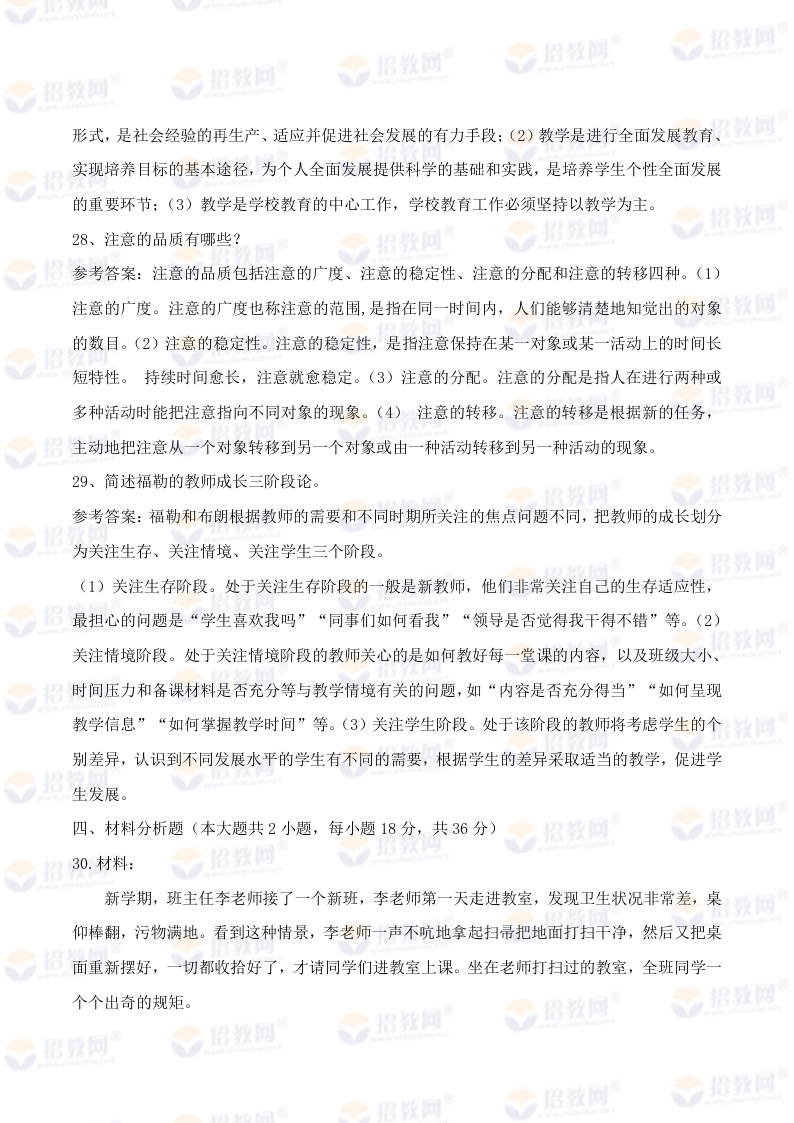 形式，是社会经验的再生产、适应并促进社会发展的有力手段；（2）教学是进行全面发展教育、
实现培养目标的基本途径，为个人全面发展提供科学的基础和实践，是培养学生个性全面发展
的重要环节；（3）教学是学校教育的中心工作，学校教育工作必须坚持以教学为主。
28、注意的品质有哪些？
参考答案：注意的品质包括注意的广度、注意的稳定性、注意的分配和注意的转移四种。（1）
注意的广度。注意的广度也称注意的范围,是指在同一时间内，人们能够清楚地知觉出的对象
的数目。（2）注意的稳定性。注意的稳定性，是指注意保持在某一对象或某一活动上的时间长
短特性。 持续时间愈长，注意就愈稳定。（3）注意的分配。注意的分配是指人在进行两种或
多种活动时能把注意指向不同对象的现象。（4） 注意的转移。注意的转移是根据新的任务，
主动地把注意从一个对象转移到另一个对象或由一种活动转移到另一种活动的现象。
29、简述福勒的教师成长三阶段论。
参考答案：福勒和布朗根据教师的需要和不同时期所关注的焦点问题不同，把教师的成长划分
为关注生存、关注情境、关注学生三个阶段。
（1）关注生存阶段。处于关注生存阶段的一般是新教师，他们非常关注自己的生存适应性，
最担心的问题是“学生喜欢我吗”“同事们如何看我”“领导是否觉得我干得不错”等。（2）
关注情境阶段。处于关注情境阶段的教师关心的是如何教好每一堂课的内容，以及班级大小、
时间压力和备课材料是否充分等与教学情境有关的问题，如“内容是否充分得当”“如何呈现
教学信息”“如何掌握教学时间”等。（3）关注学生阶段。处于该阶段的教师将考虑学生的个
别差异，认识到不同发展水平的学生有不同的需要，根据学生的差异采取适当的教学，促进学
生发展。
四、材料分析题（本大题共 2 小题，每小题 18 分，共 36 分）
30.材料：
新学期，班主任李老师接了一个新班，李老师第一天走进教室，发现卫生状况非常差，桌
仰棒翻，污物满地。看到这种情景，李老师一声不吭地拿起扫帚把地面打扫干净，然后又把桌
面重新摆好，一切都收拾好了，才请同学们进教室上课。坐在老师打扫过的教室，全班同学一
个个出奇的规矩。